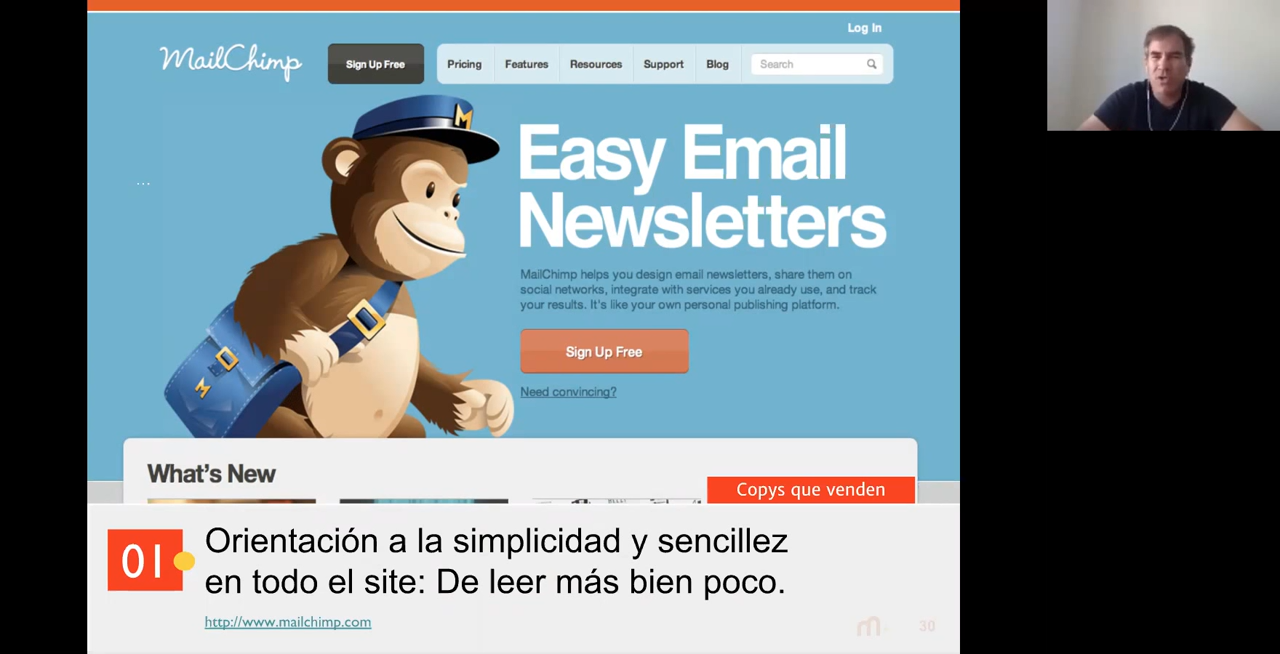 Log In
MailChimp
Sign Up Free
Pricing
Features
Resources
Support
Blog
Search
M
Easy Email
Newsletters
...
MailChimp helps you design email newsletters, share them on
social networks, integrate with services you already use, and track
your results. It's like your own personal publishing platform.
M
Sign Up Free
Need convincing?
What's New
Copys que venden
01
Orientación a la simplicidad y sencillez
en todo el site: De leer más bien poco.
http://www.mailchimp.com
m
30